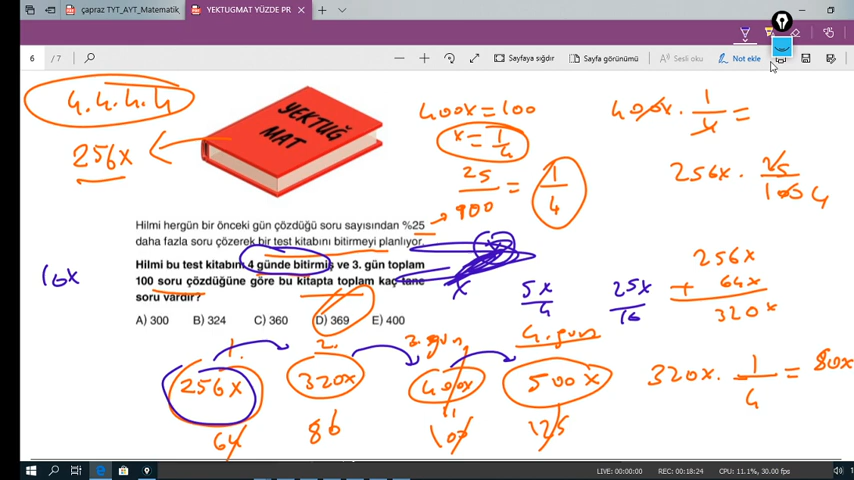 çapraz TYT_AYT_Matematik
YEKTUGMAT YÜZDE PR
6 /7
Sayfaya sığdır
Sayfa görünümü
Sesli oku
Not ekle
4.4.4.4
256x
YEKTUĞ
MAT
400x = 100
x = 1/4
25/100 = 1/4
400x . 1/4 =
256x . 25/100 4
256x
+ 64x
320x
Hilmi hergün bir önceki gün çözdüğü soru sayısından %25
daha fazla soru çözerek bir test kitabını bitirmeyi planlıyor.
Hilmi bu test kitabını 4 günde bitirmiş ve 3. gün toplam
100 soru çözdüğüne göre bu kitapta toplam kaç tane
soru vardır?
A) 300 B) 324 C) 360 D) 369 E) 400
16x
x 5x/4 25x/16
1. 2. 3.gün 4.gün
256x 320x 400x 500x
64 80 100 125
320x . 1/4 = 80x
LIVE: 00:00:00
REC: 00:18:24
CPU: 11.1%, 30.00 fps